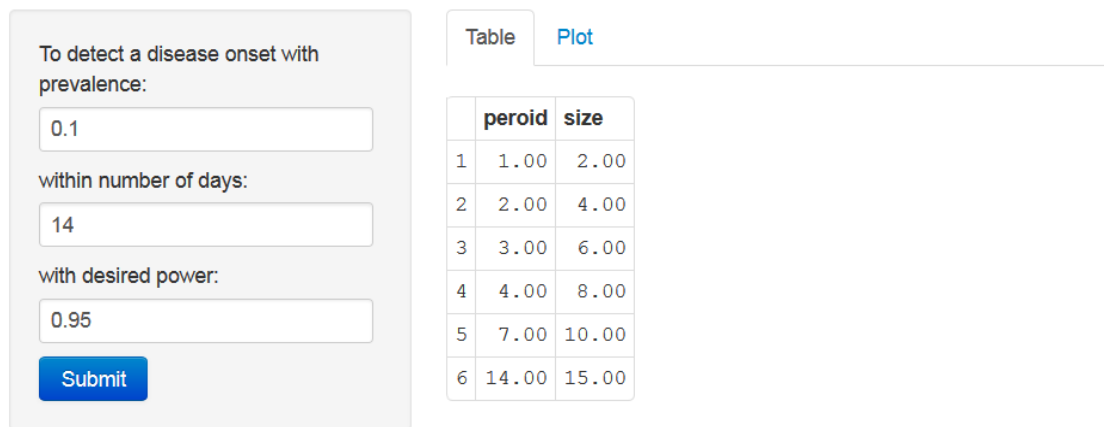 To detect a disease onset with
prevalence:
0.1
within number of days:
14
with desired power:
0.95
Submit
Table Plot
peroid size
1 1.00 2.00
2 2.00 4.00
3 3.00 6.00
4 4.00 8.00
5 7.00 10.00
6 14.00 15.00